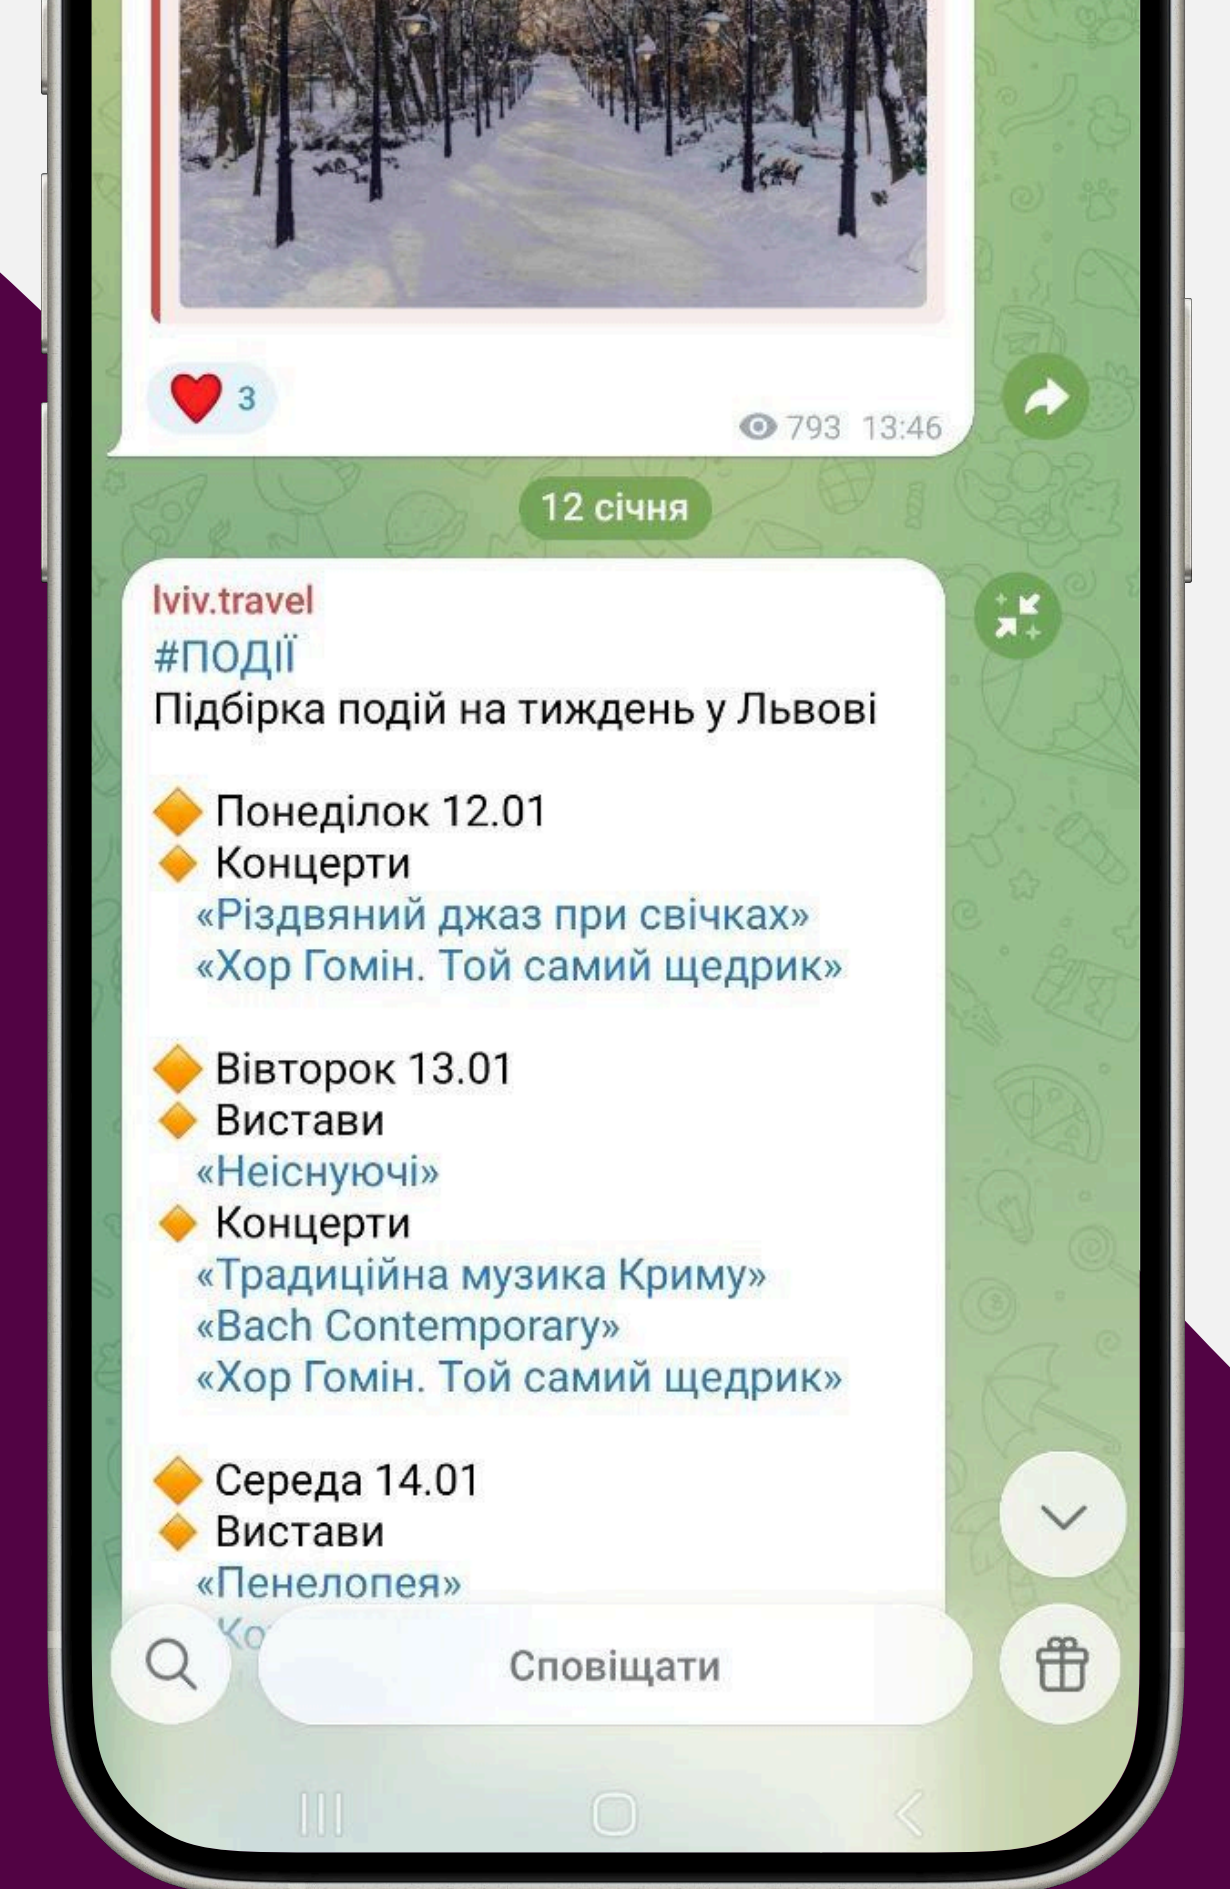 3
793 13:46
12 січня
lviv.travel
#ПОДІЇ
Підбірка подій на тиждень у Львові
Понеділок 12.01
Концерти
«Різдвяний джаз при свічках»
«Хор Гомін. Той самий щедрик»
Вівторок 13.01
Вистави
«Неіснуючі»
Концерти
«Традиційна музика Криму»
«Bach Contemporary»
«Хор Гомін. Той самий щедрик»
Середа 14.01
Вистави
«Пенелопея»
Сповіщати